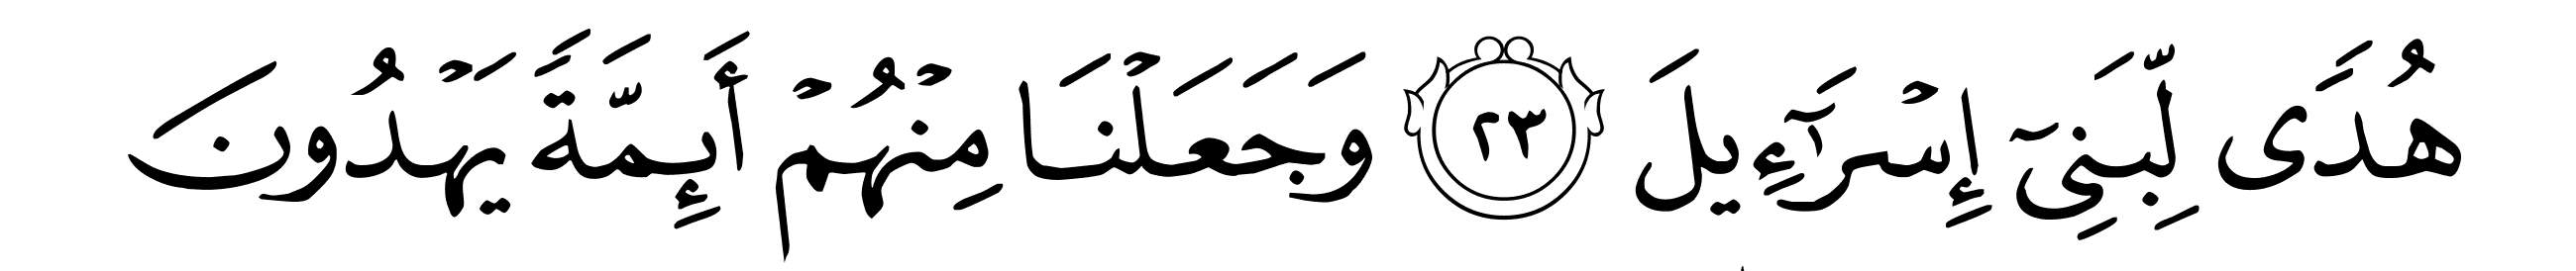 هُدًى لِّبَنِىٓ إِسْرَٰٓءِيلَ ٢٣ وَجَعَلْنَا مِنْهُمْ أَئِمَّةً يَهْدُونَ